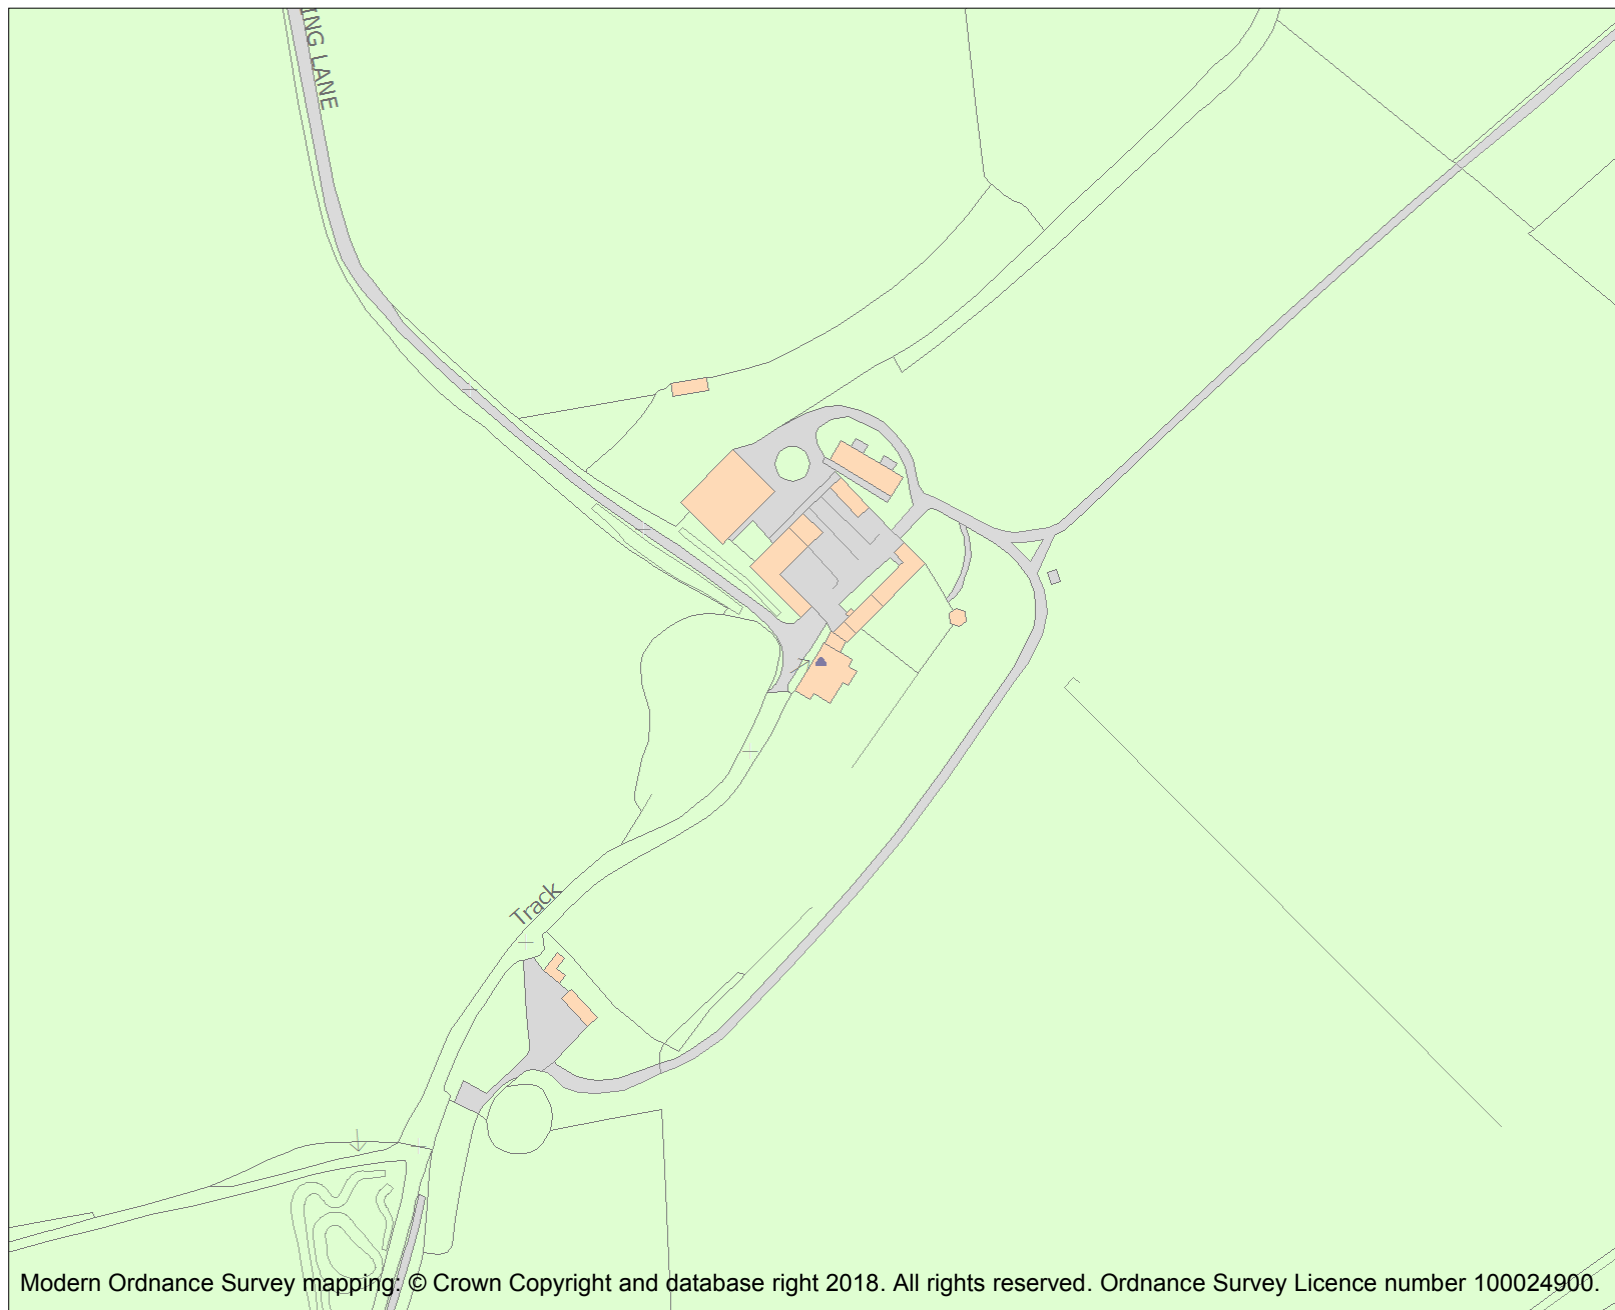 ING LANE
Track
Modern Ordnance Survey mapping: © Crown Copyright and database right 2018. All rights reserved. Ordnance Survey Licence number 100024900.